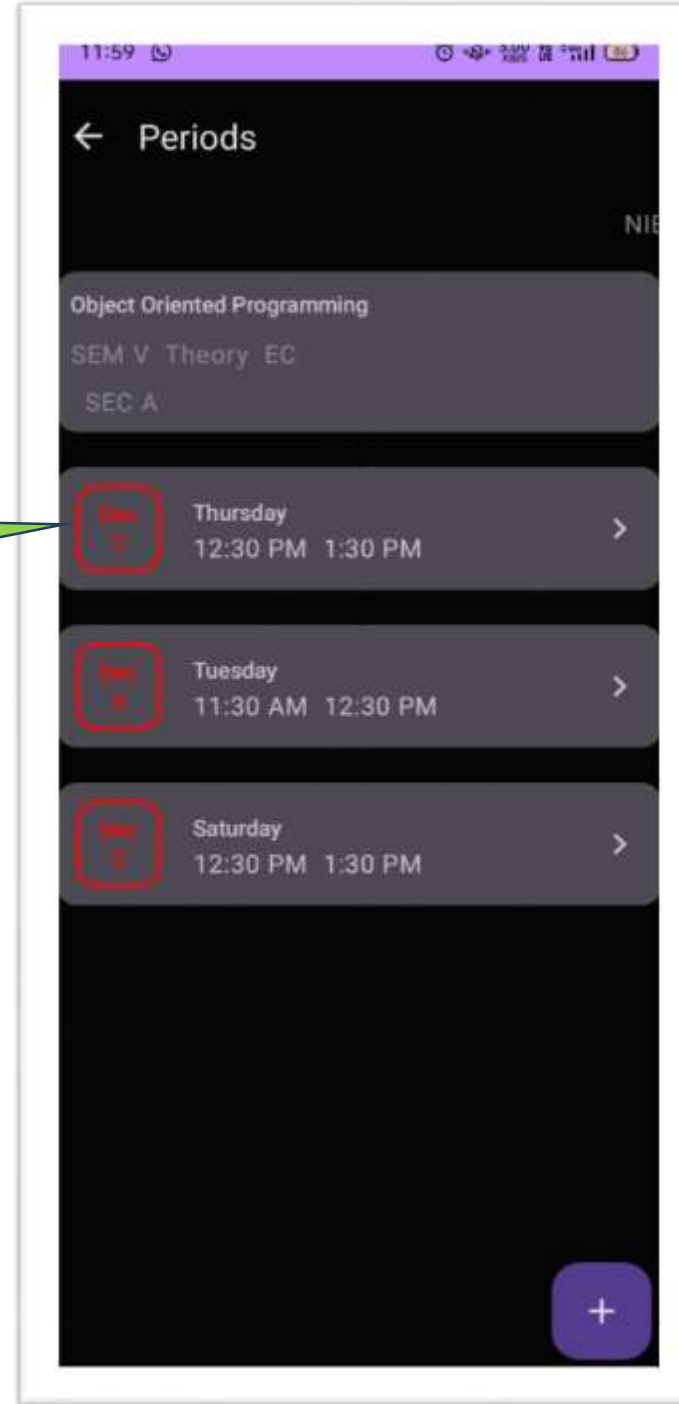 11:59
Periods
NIE
Object Oriented Programming
SEM V Theory EC
SEC A
Thursday
12:30 PM 1:30 PM
Tuesday
11:30 AM 12:30 PM
Saturday
12:30 PM 1:30 PM
+